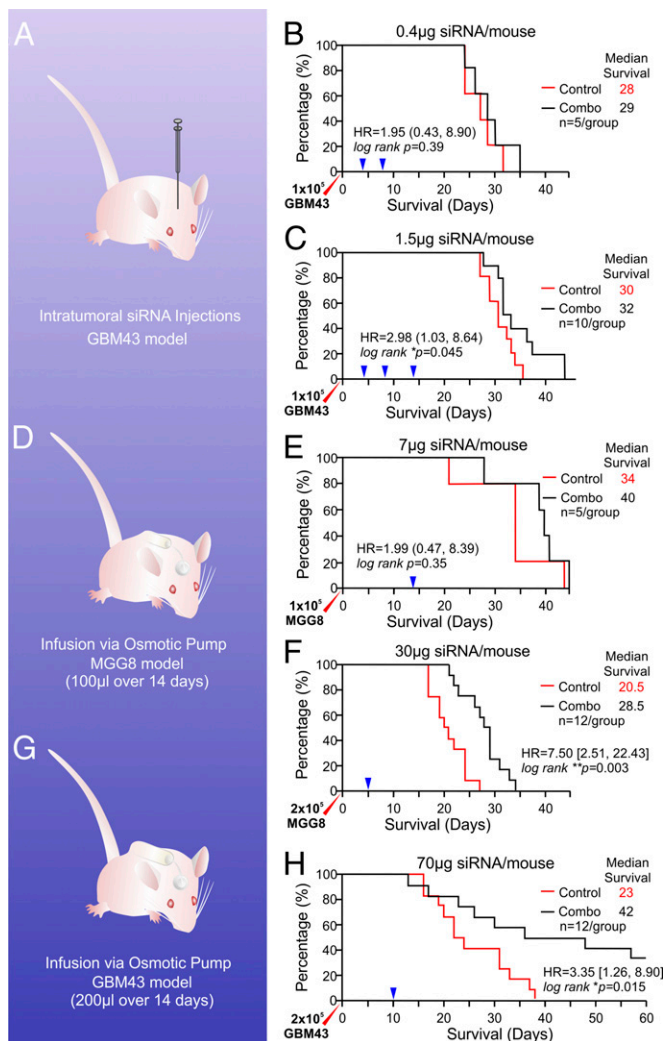 A
Intratumoral siRNA Injections
GBM43 model
B
0.4µg siRNA/mouse
Percentage (%)
100
80
60
40
20
0
Median
Survival
Control 28
Combo 29
n=5/group
HR=1.95 (0.43, 8.90)
log rank p=0.39
0 10 20 30 40
1x10⁵
GBM43
Survival (Days)
C
1.5µg siRNA/mouse
Percentage (%)
100
80
60
40
20
0
Median
Survival
Control 30
Combo 32
n=10/group
HR=2.98 (1.03, 8.64)
log rank *p=0.045
0 10 20 30 40
1x10⁵
GBM43
Survival (Days)
D
Infusion via Osmotic Pump
MGG8 model
(100µl over 14 days)
E
7µg siRNA/mouse
Percentage (%)
100
80
60
40
20
0
Median
Survival
Control 34
Combo 40
n=5/group
HR=1.99 (0.47, 8.39)
log rank p=0.35
0 10 20 30 40
1x10⁵
MGG8
Survival (Days)
F
30µg siRNA/mouse
Percentage (%)
100
80
60
40
20
0
Median
Survival
Control 20.5
Combo 28.5
n=12/group
HR=7.50 [2.51, 22.43]
log rank **p=0.003
0 10 20 30 40
2x10⁵
MGG8
Survival (Days)
G
Infusion via Osmotic Pump
GBM43 model
(200µl over 14 days)
H
70µg siRNA/mouse
Percentage (%)
100
80
60
40
20
0
Median
Survival
Control 23
Combo 42
n=12/group
HR=3.35 [1.26, 8.90]
log rank *p=0.015
0 10 20 30 40 50 60
2x10⁵
GBM43
Survival (Days)